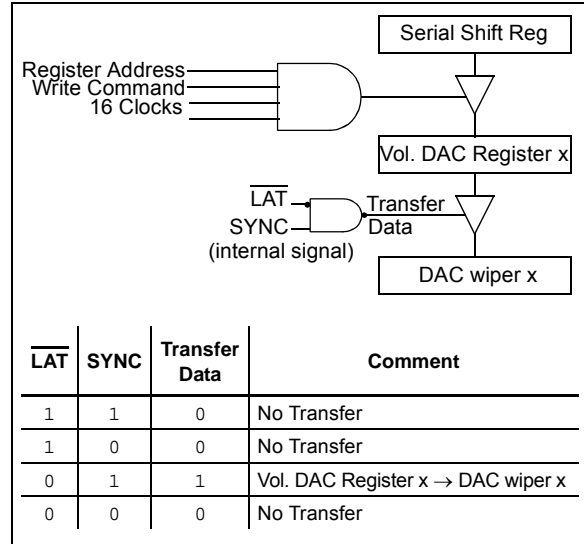 Serial Shift Reg
Register Address
Write Command
16 Clocks
Vol. DAC Register x
LAT
SYNC
(internal signal)
Transfer
Data
DAC wiper x
LAT SYNC Transfer Data Comment
1 1 0 No Transfer
1 0 0 No Transfer
0 1 1 Vol. DAC Register x → DAC wiper x
0 0 0 No Transfer